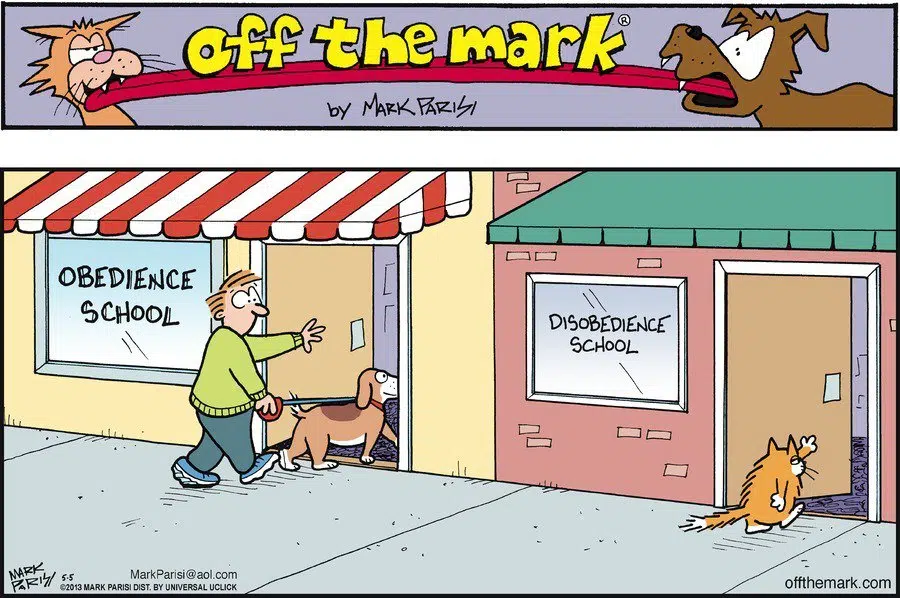 off the mark®
by MARK PARISI
OBEDIENCE
SCHOOL
DISOBEDIENCE
SCHOOL
MARK
PARISI 5-5
MarkParisi@aol.com
©2013 MARK PARISI DIST. BY UNIVERSAL UCLICK
offthemark.com